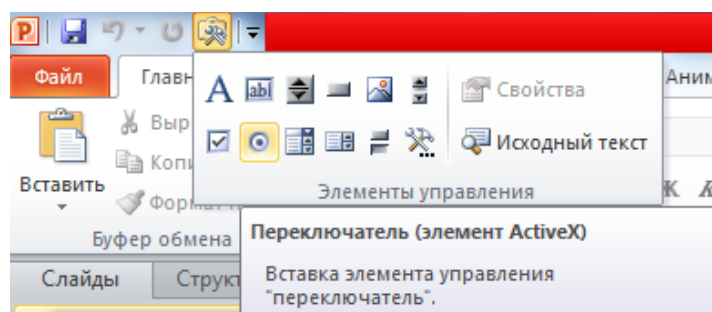 Файл
Главн
Аним
Свойства
Выр
Копи
Исходный текст
Вставить
Элементы управления
Ж К
Буфер обмена
Переключатель (элемент ActiveX)
Слайды
Структ
Вставка элемента управления
"переключатель".